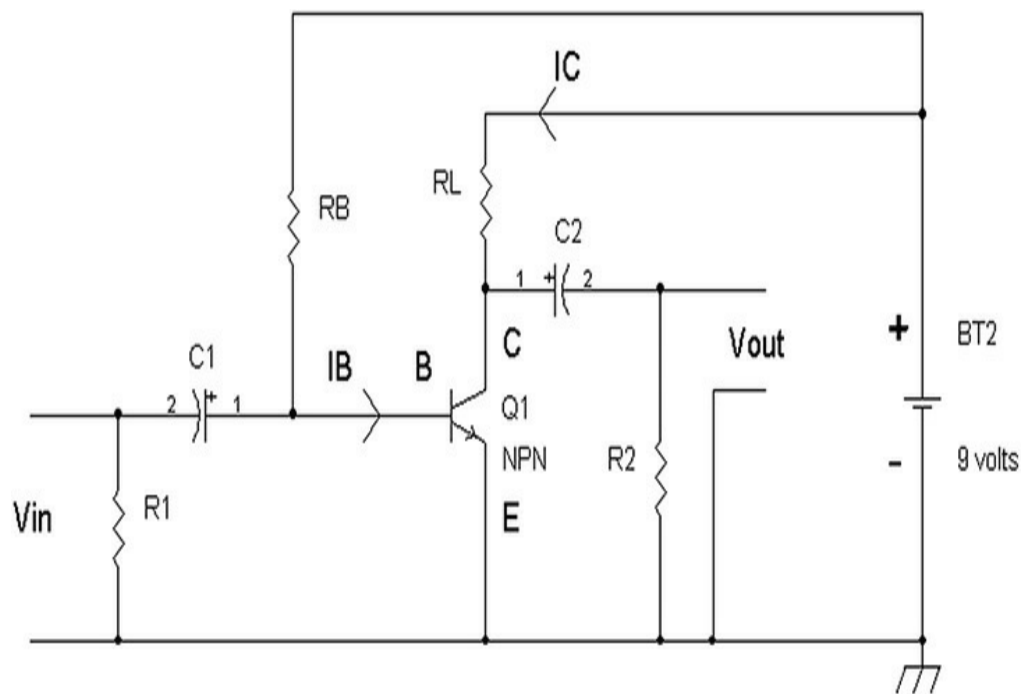 IC
RL
RB
C2
1 + 2
C
Vout
+
BT2
C1
IB
B
2 + 1
Q1
NPN
R2
-
9 volts
Vin
R1
E